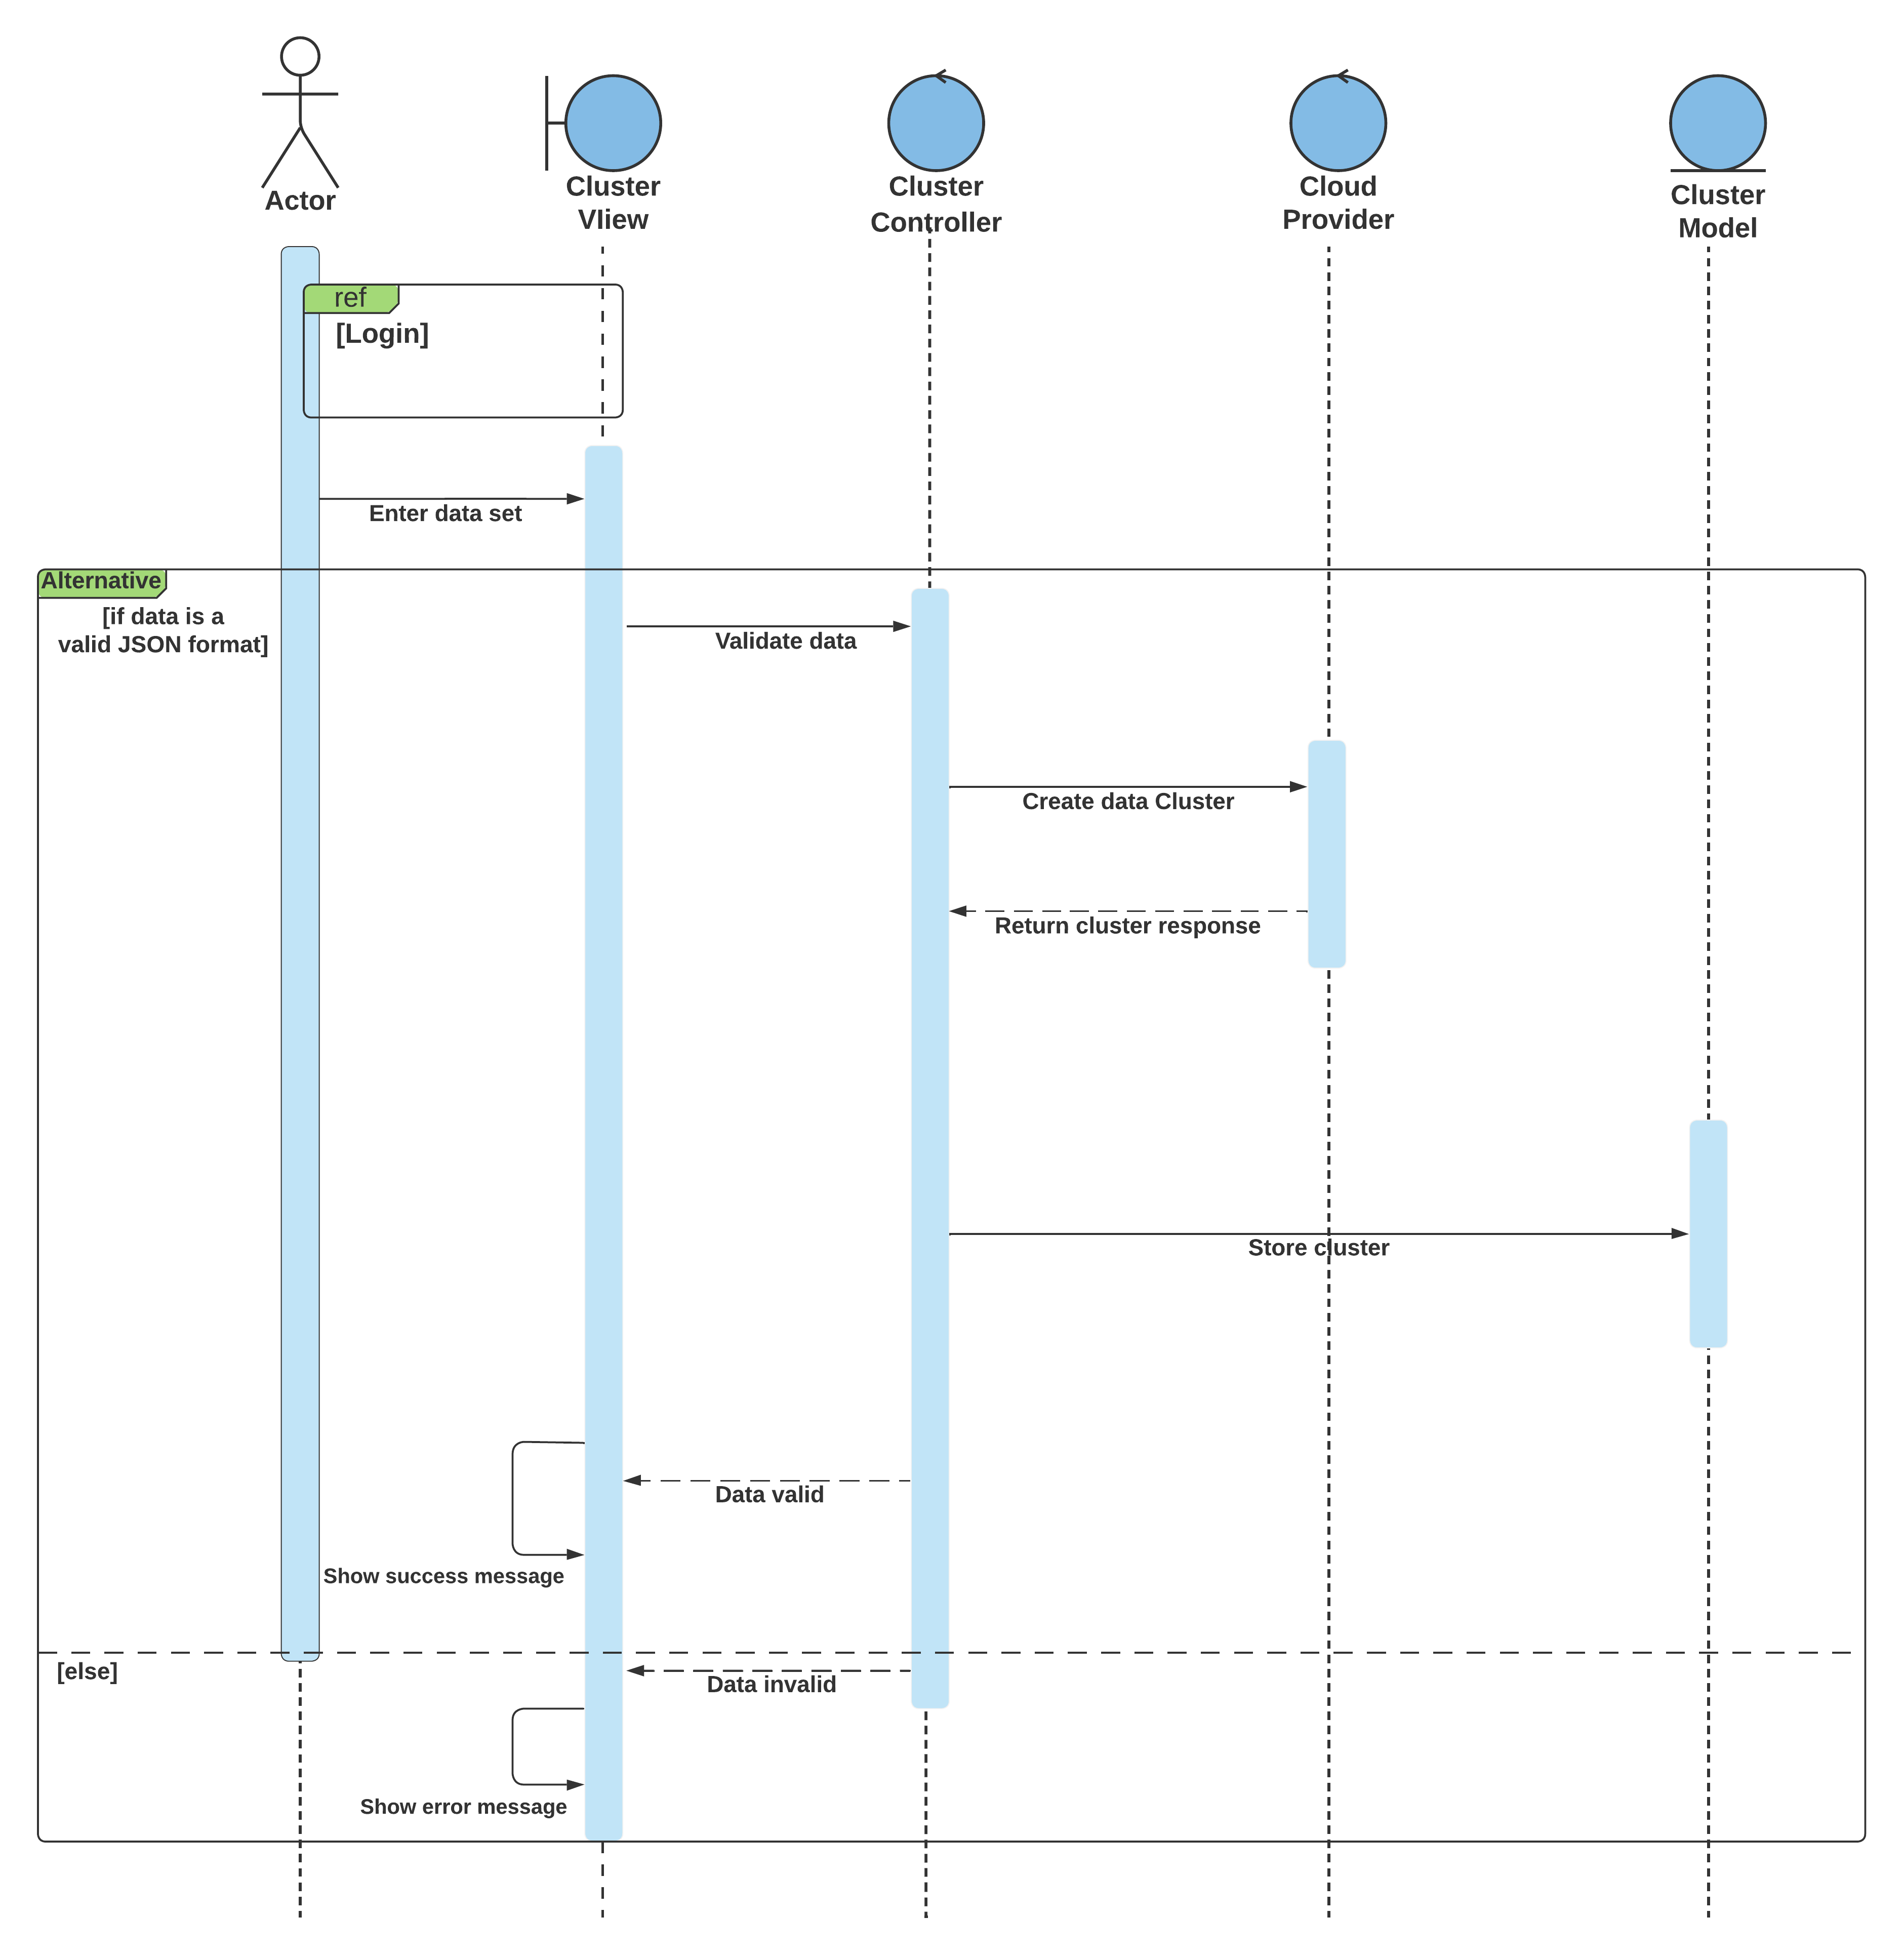 Actor
Cluster
VIiew
Cluster
Controller
Cloud
Provider
Cluster
Model
ref
[Login]
Enter data set
Alternative
[if data is a
valid JSON format]
Validate data
Create data Cluster
Return cluster response
Store cluster
Data valid
Show success message
[else]
Data invalid
Show error message